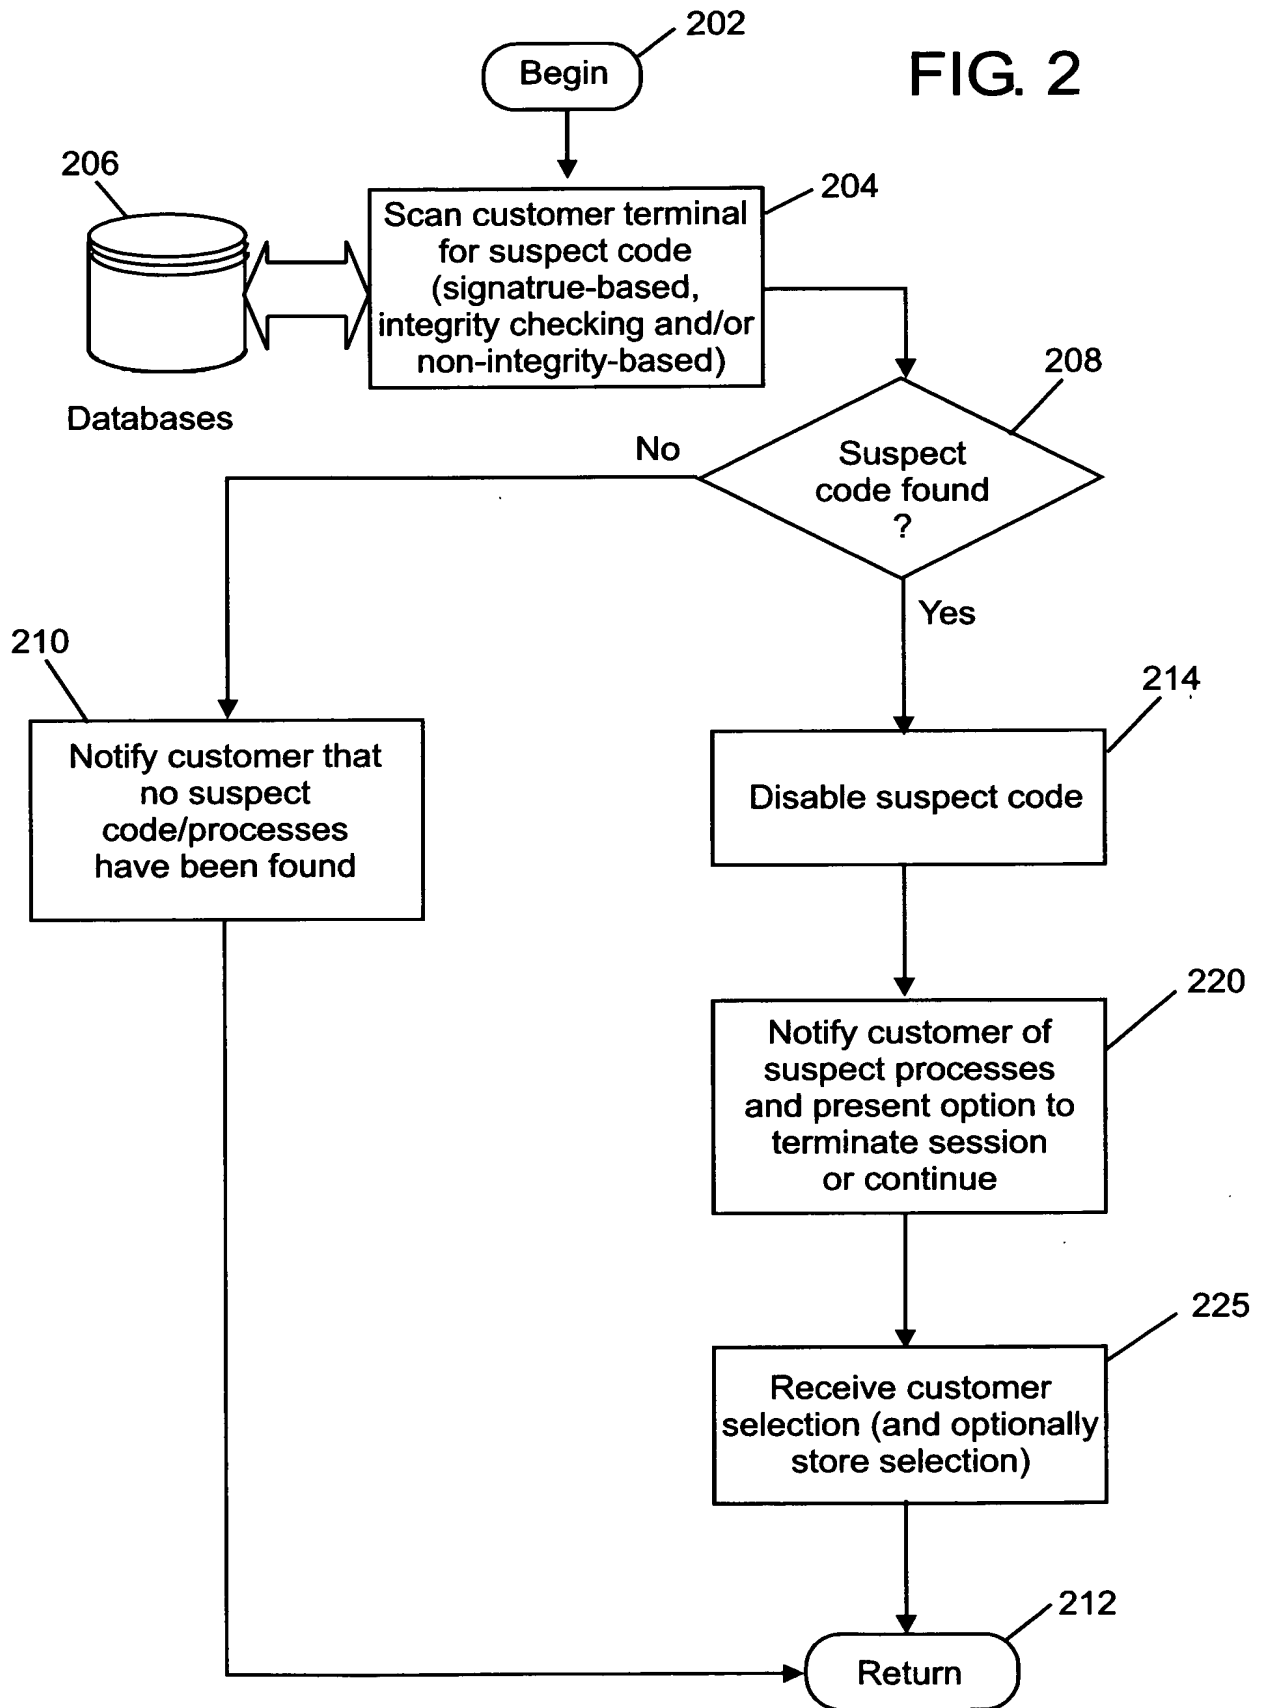 202
Begin
FIG. 2
206
204
Scan customer terminal
for suspect code
(signatrue-based,
integrity checking and/or
non-integrity-based)
Databases
208
Suspect
code found
?
No
Yes
210
Notify customer that
no suspect
code/processes
have been found
214
Disable suspect code
220
Notify customer of
suspect processes
and present option to
terminate session
or continue
225
Receive customer
selection (and optionally
store selection)
212
Return